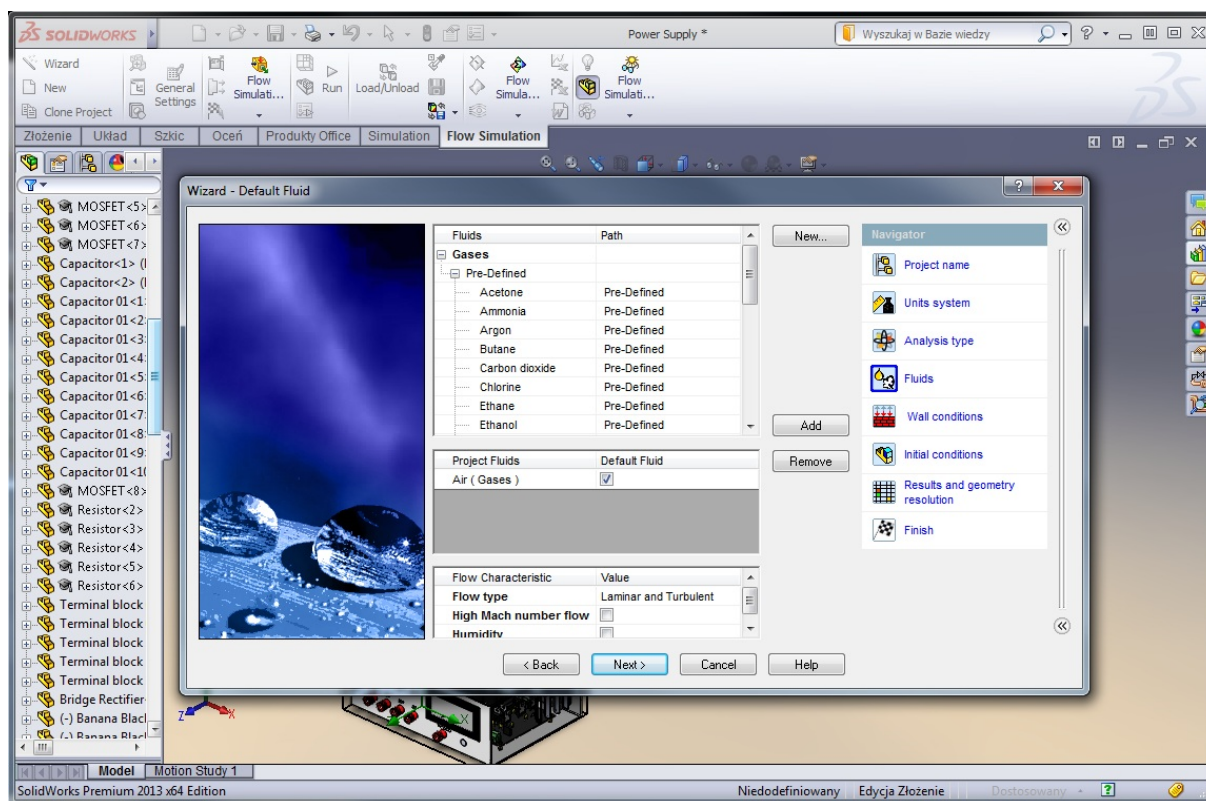 SOLIDWORKS
Power Supply *
Wyszukaj w Bazie wiedzy
Wizard
New
Clone Project
General Settings
Flow Simulati...
Run
Load/Unload
Flow Simula...
Flow Simulati...
Złożenie Układ Szkic Oceń Produkty Office Simulation Flow Simulation
MOSFET<5>
MOSFET<6>
MOSFET<7>
Capacitor<1> (
Capacitor<2> (
Capacitor 01<1
Capacitor 01<2
Capacitor 01<3
Capacitor 01<4
Capacitor 01<5
Capacitor 01<6
Capacitor 01<7
Capacitor 01<8
Capacitor 01<9
Capacitor 01<10
MOSFET<8>
Resistor<2>
Resistor<3>
Resistor<4>
Resistor<5>
Resistor<6>
Terminal block
Terminal block
Terminal block
Terminal block
Terminal block
Bridge Rectifier
(-) Banana Blac
(-) Banana Blac
Wizard - Default Fluid
Fluids Path
Gases
Pre-Defined
Acetone Pre-Defined
Ammonia Pre-Defined
Argon Pre-Defined
Butane Pre-Defined
Carbon dioxide Pre-Defined
Chlorine Pre-Defined
Ethane Pre-Defined
Ethanol Pre-Defined
New...
Add
Remove
Project Fluids Default Fluid
Air ( Gases )
Flow Characteristic Value
Flow type Laminar and Turbulent
High Mach number flow
Humidity
< Back Next > Cancel Help
Navigator
Project name
Units system
Analysis type
Fluids
Wall conditions
Initial conditions
Results and geometry
resolution
Finish
Z X X
Model Motion Study 1
SolidWorks Premium 2013 x64 Edition
Niedodefiniowany Edycja Złożenie Dostosowany